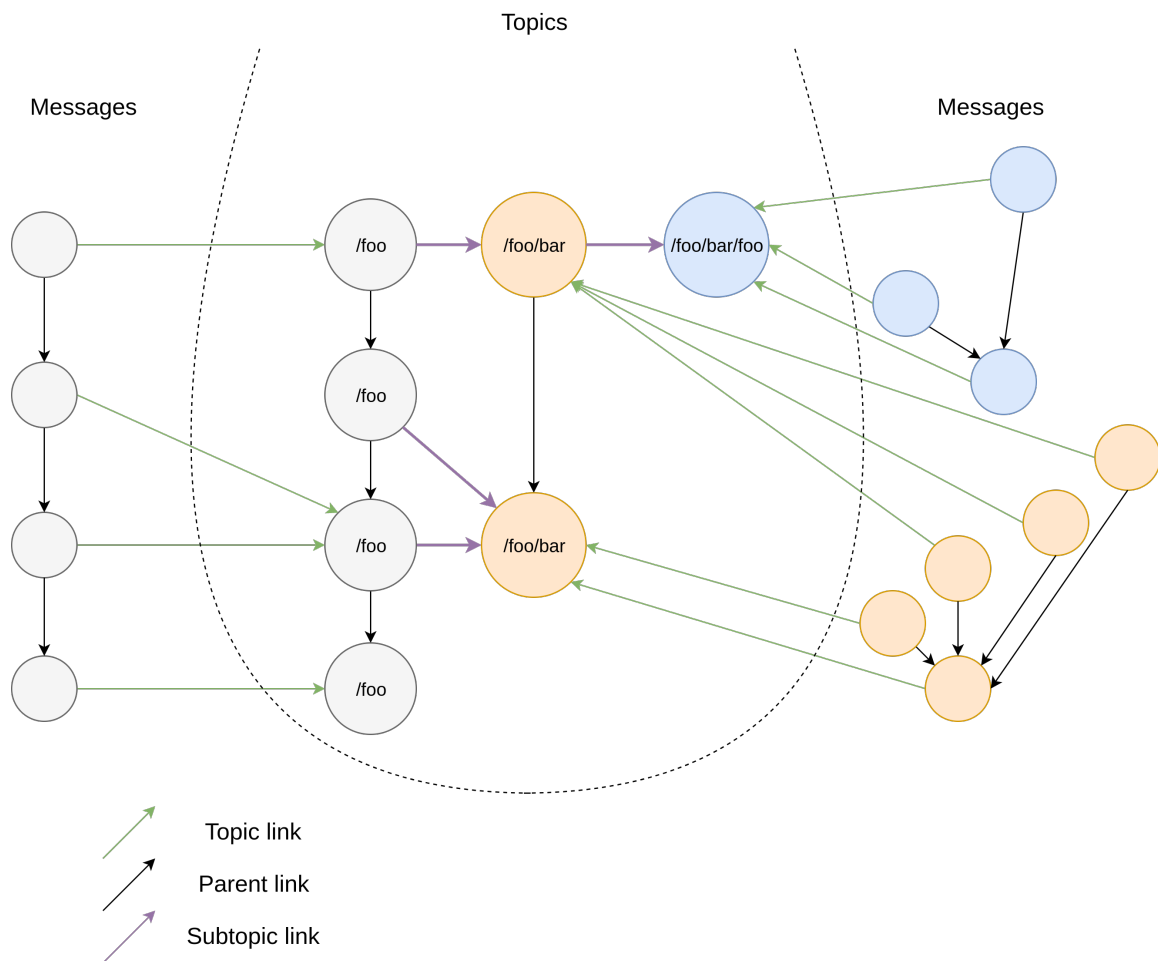 Topics
Messages
Messages
/foo
/foo/bar
/foo/bar/foo
/foo
/foo
/foo/bar
/foo
Topic link
Parent link
Subtopic link